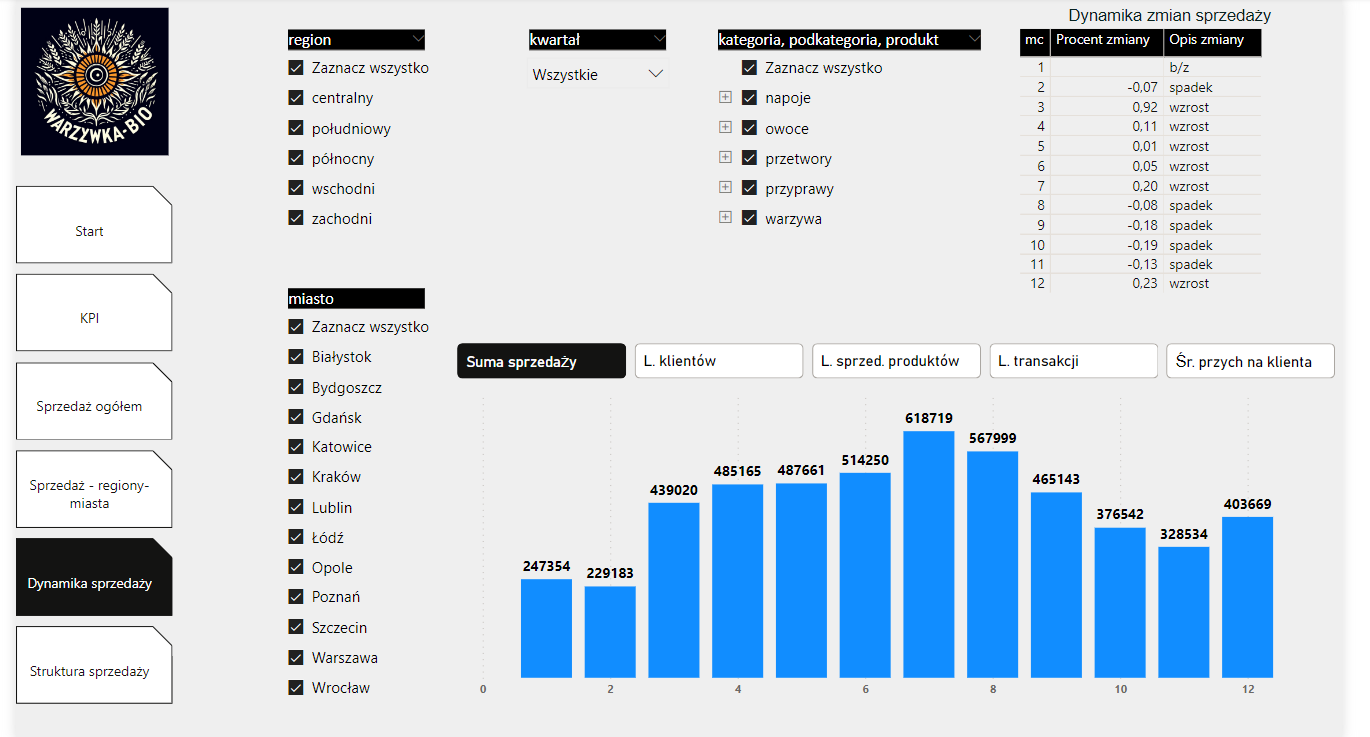 WARZYWKA-BIO
Start
KPI
Sprzedaż ogółem
Sprzedaż - regiony-
miasta
Dynamika sprzedaży
Struktura sprzedaży
region
Zaznacz wszystko
centralny
południowy
północny
wschodni
zachodni
kwartał
Wszystkie
kategoria, podkategoria, produkt
Zaznacz wszystko
napoje
owoce
przetwory
przyprawy
warzywa
Dynamika zmian sprzedaży
mc Procent zmiany Opis zmiany
1 b/z
2 -0,07 spadek
3 0,92 wzrost
4 0,11 wzrost
5 0,01 wzrost
6 0,05 wzrost
7 0,20 wzrost
8 -0,08 spadek
9 -0,18 spadek
10 -0,19 spadek
11 -0,13 spadek
12 0,23 wzrost
miasto
Zaznacz wszystko
Białystok
Bydgoszcz
Gdańsk
Katowice
Kraków
Lublin
Łódź
Opole
Poznań
Szczecin
Warszawa
Wrocław
Suma sprzedaży
L. klientów
L. sprzed. produktów
L. transakcji
Śr. przych na klienta
247354
229183
439020
485165
487661
514250
618719
567999
465143
376542
328534
403669
0 2 4 6 8 10 12